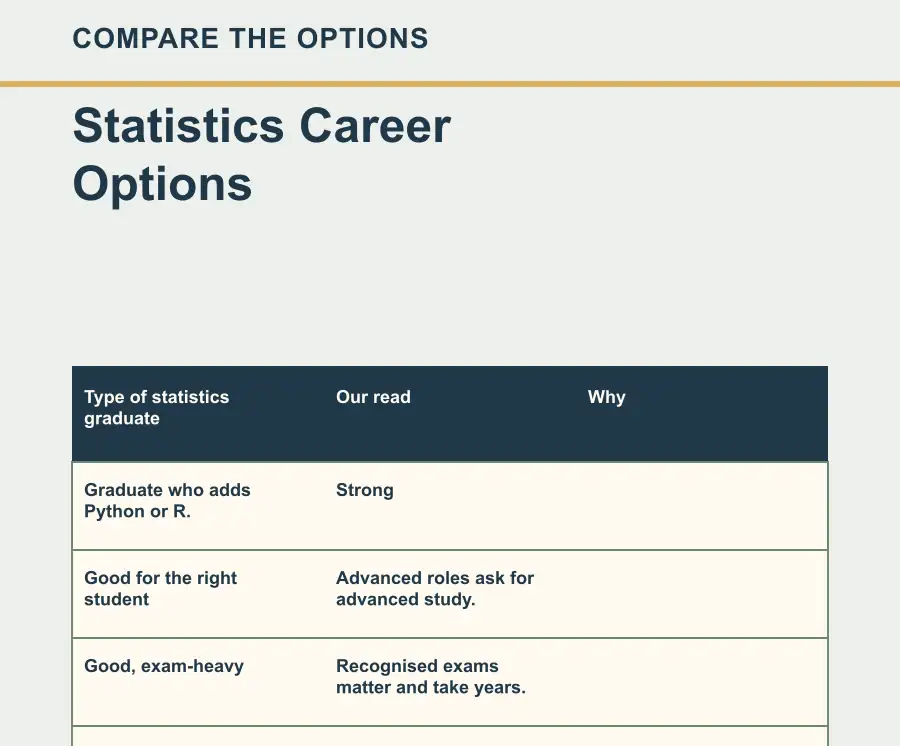 COMPARE THE OPTIONS
Statistics Career
Options
Type of statistics
graduate
Our read
Why
Graduate who adds
Python or R.
Strong
Good for the right
student
Advanced roles ask for
advanced study.
Good, exam-heavy
Recognised exams
matter and take years.